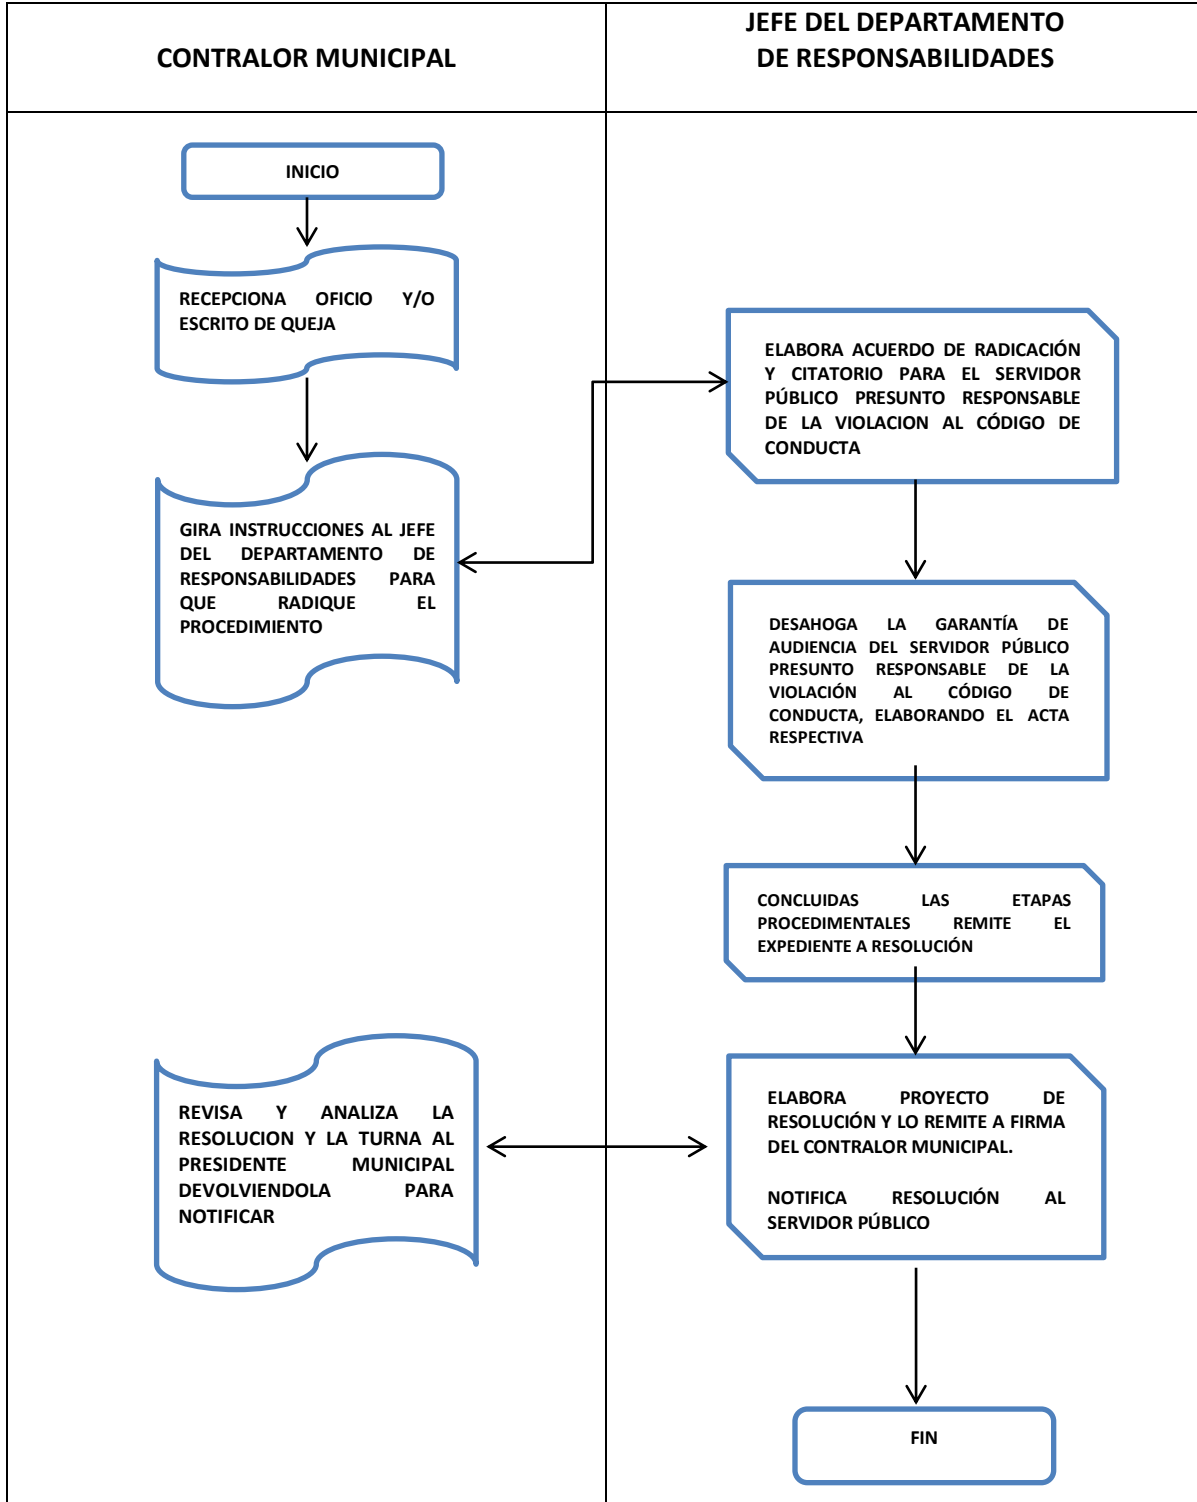 CONTRALOR MUNICIPAL
JEFE DEL DEPARTAMENTO
DE RESPONSABILIDADES
INICIO
RECEPCIONA OFICIO Y/O
ESCRITO DE QUEJA
GIRA INSTRUCCIONES AL JEFE
DEL DEPARTAMENTO DE
RESPONSABILIDADES PARA
QUE RADIQUE EL
PROCEDIMIENTO
ELABORA ACUERDO DE RADICACIÓN
Y CITATORIO PARA EL SERVIDOR
PÚBLICO PRESUNTO RESPONSABLE
DE LA VIOLACION AL CÓDIGO DE
CONDUCTA
DESAHOGA LA GARANTÍA DE
AUDIENCIA DEL SERVIDOR PÚBLICO
PRESUNTO RESPONSABLE DE LA
VIOLACIÓN AL CÓDIGO DE
CONDUCTA, ELABORANDO EL ACTA
RESPECTIVA
CONCLUIDAS LAS ETAPAS
PROCEDIMENTALES REMITE EL
EXPEDIENTE A RESOLUCIÓN
ELABORA PROYECTO DE
RESOLUCIÓN Y LO REMITE A FIRMA
DEL CONTRALOR MUNICIPAL.
NOTIFICA RESOLUCIÓN AL
SERVIDOR PÚBLICO
REVISA Y ANALIZA LA
RESOLUCION Y LA TURNA AL
PRESIDENTE MUNICIPAL
DEVOLVIENDOLA PARA
NOTIFICAR
FIN